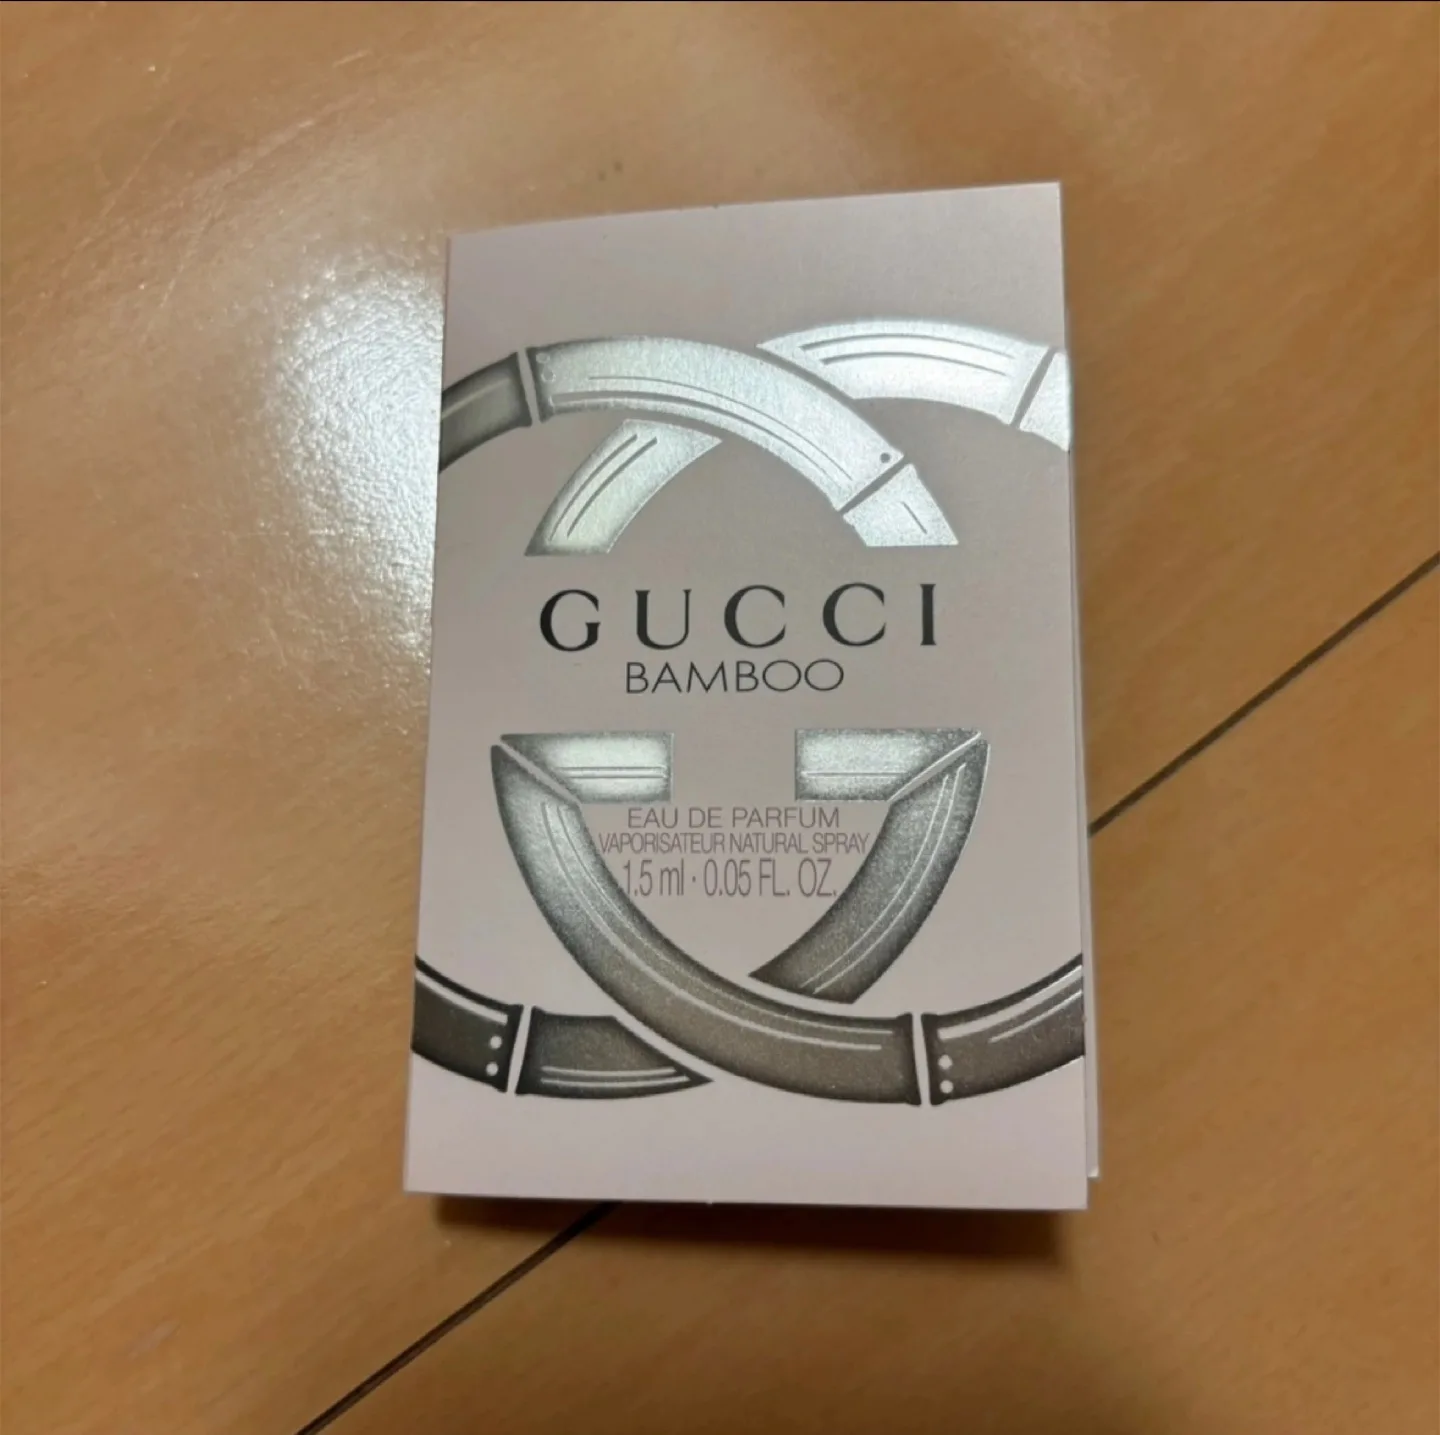 GUCCI
BAMBOO
EAU DE PARFUM
VAPORISATEUR NATURAL SPRAY
1.5 ml · 0.05 FL. OZ.